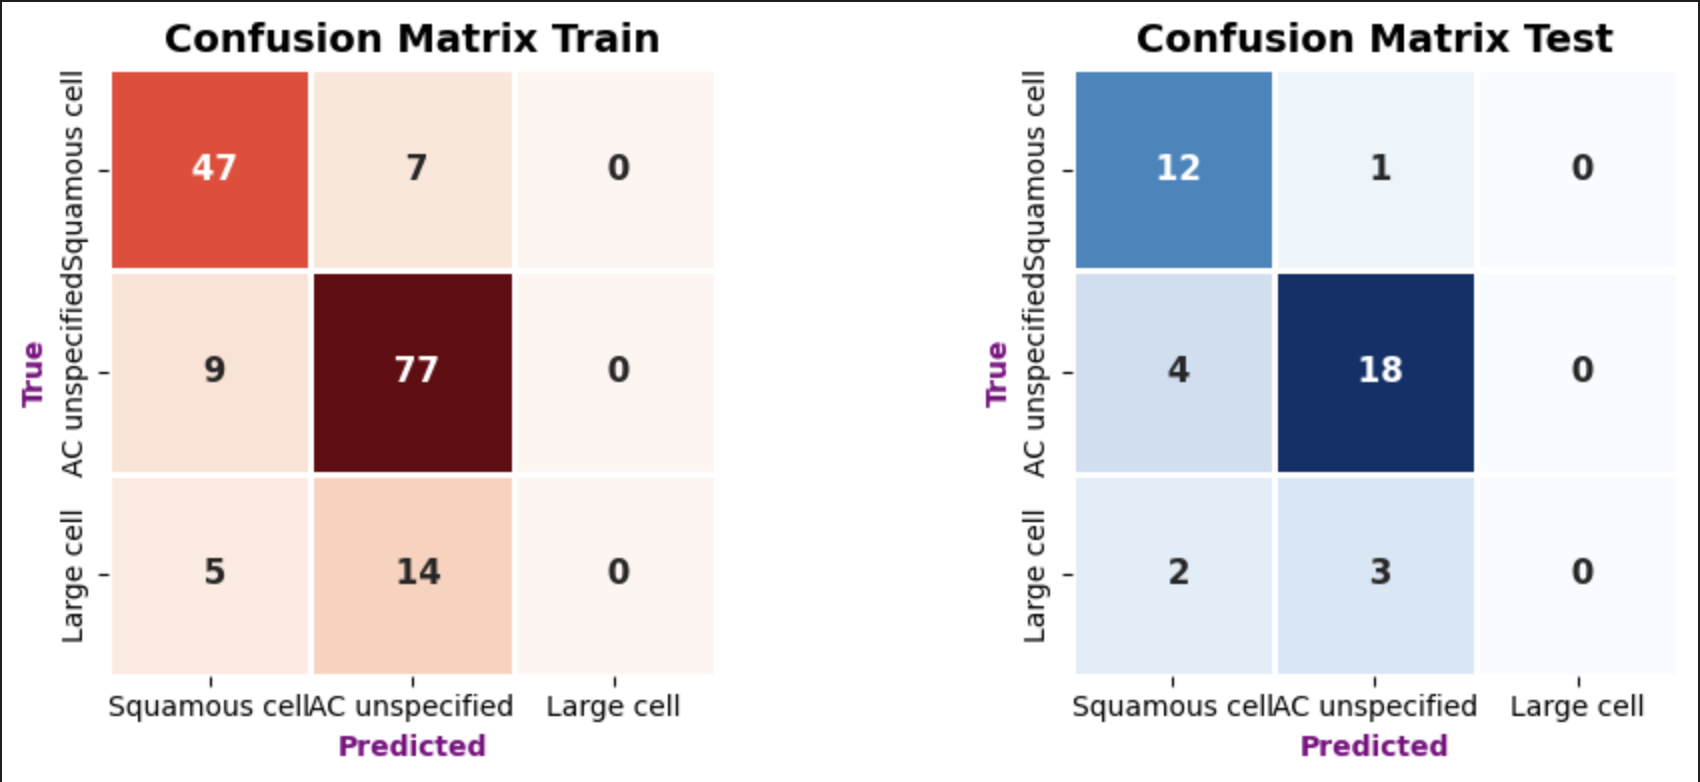 Confusion Matrix Train
True
Squamous cell
47
7
0
AC unspecified
9
77
0
Large cell
5
14
0
Squamous cell
AC unspecified
Large cell
Predicted
Confusion Matrix Test
True
Squamous cell
12
1
0
AC unspecified
4
18
0
Large cell
2
3
0
Squamous cell
AC unspecified
Large cell
Predicted